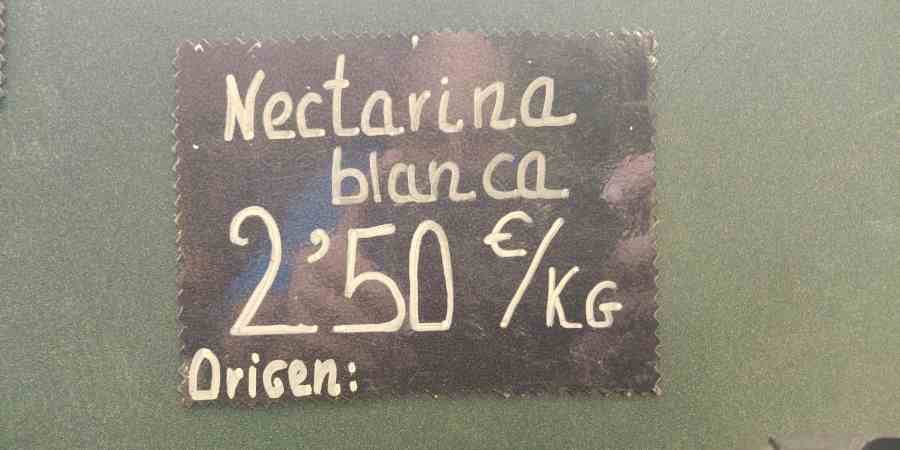 Nectarina
blanca
2'50 €/KG
Origen: